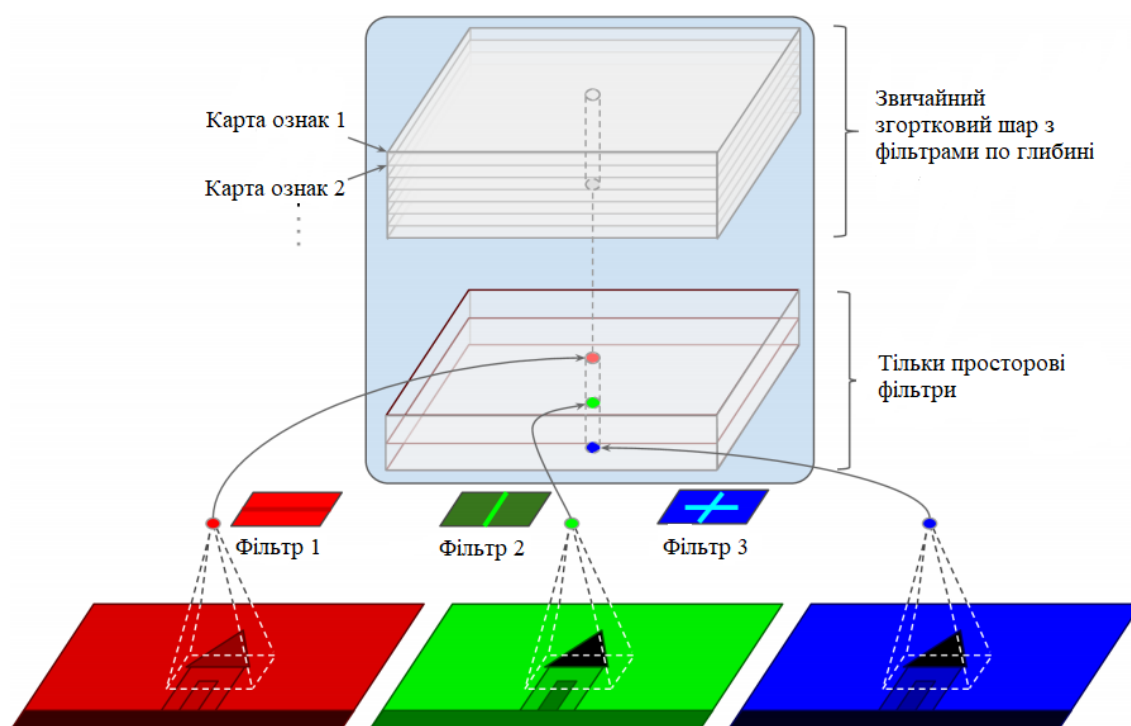 Карта ознак 1
Карта ознак 2
Звичайний
згортковий шар з
фільтрами по глибині
Тільки просторові
фільтри
Фільтр 1
Фільтр 2
Фільтр 3